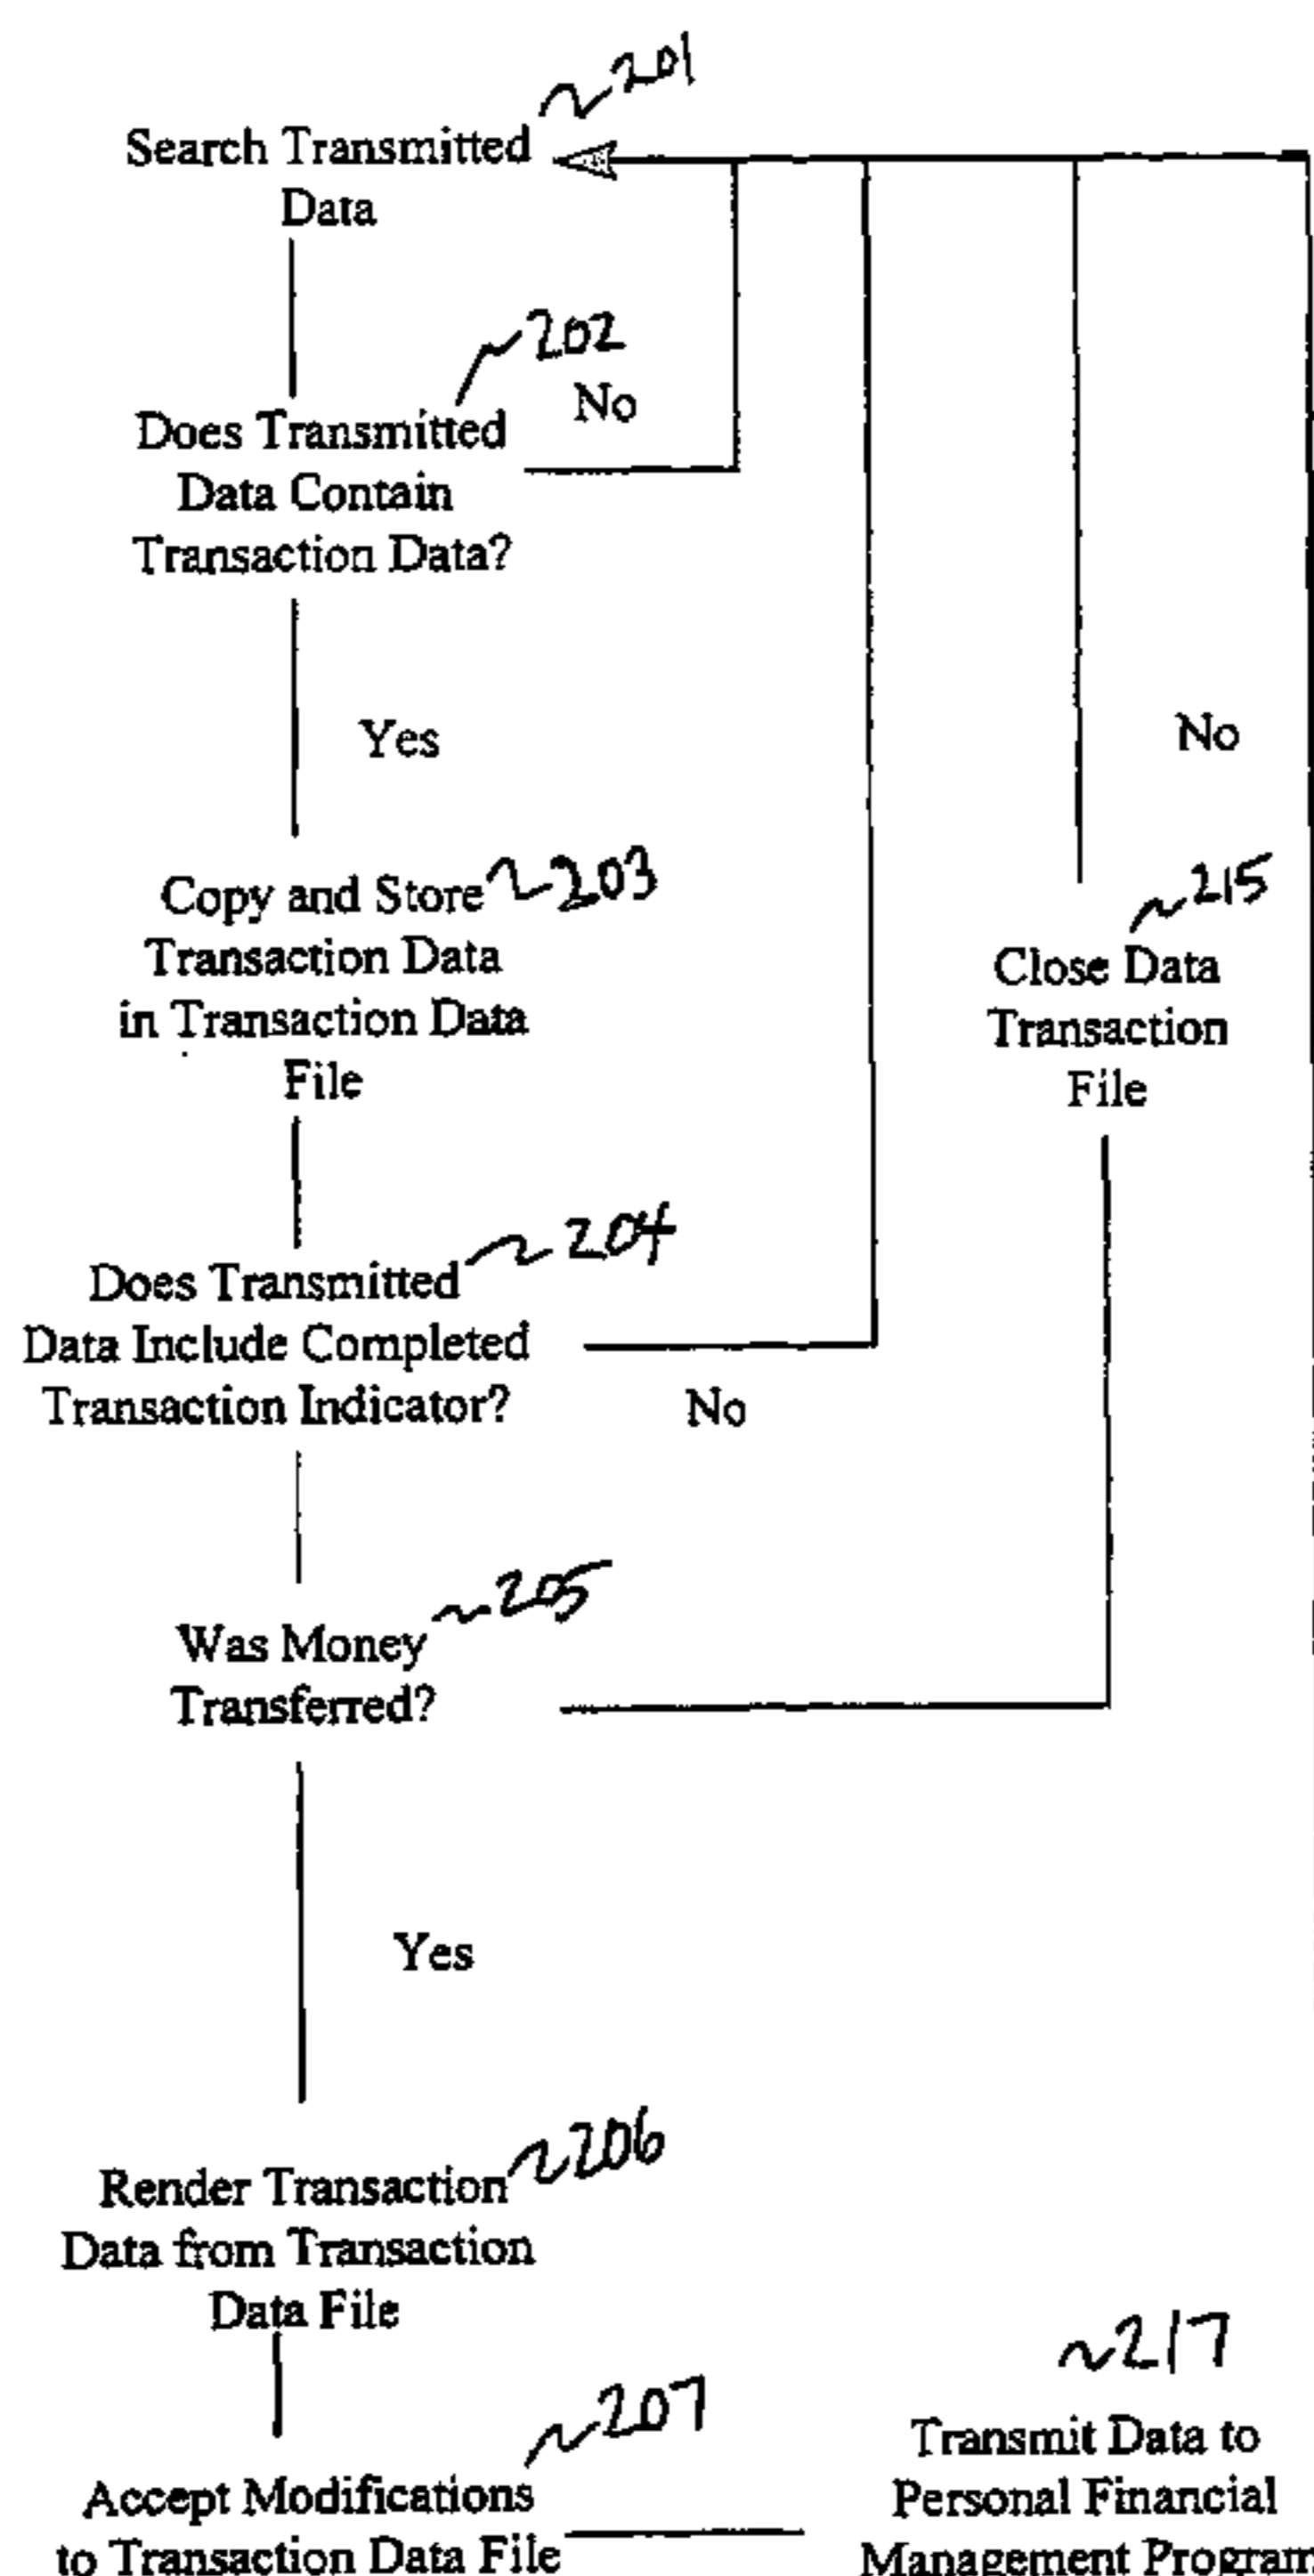 201
Search Transmitted
Data
202
No
Does Transmitted
Data Contain
Transaction Data?
Yes
No
203
Copy and Store
Transaction Data
in Transaction Data
File
215
Close Data
Transaction
File
204
Does Transmitted
Data Include Completed
Transaction Indicator?
No
205
Was Money
Transferred?
Yes
206
Render Transaction
Data from Transaction
Data File
207
Accept Modifications
to Transaction Data File
217
Transmit Data to
Personal Financial
Management Program